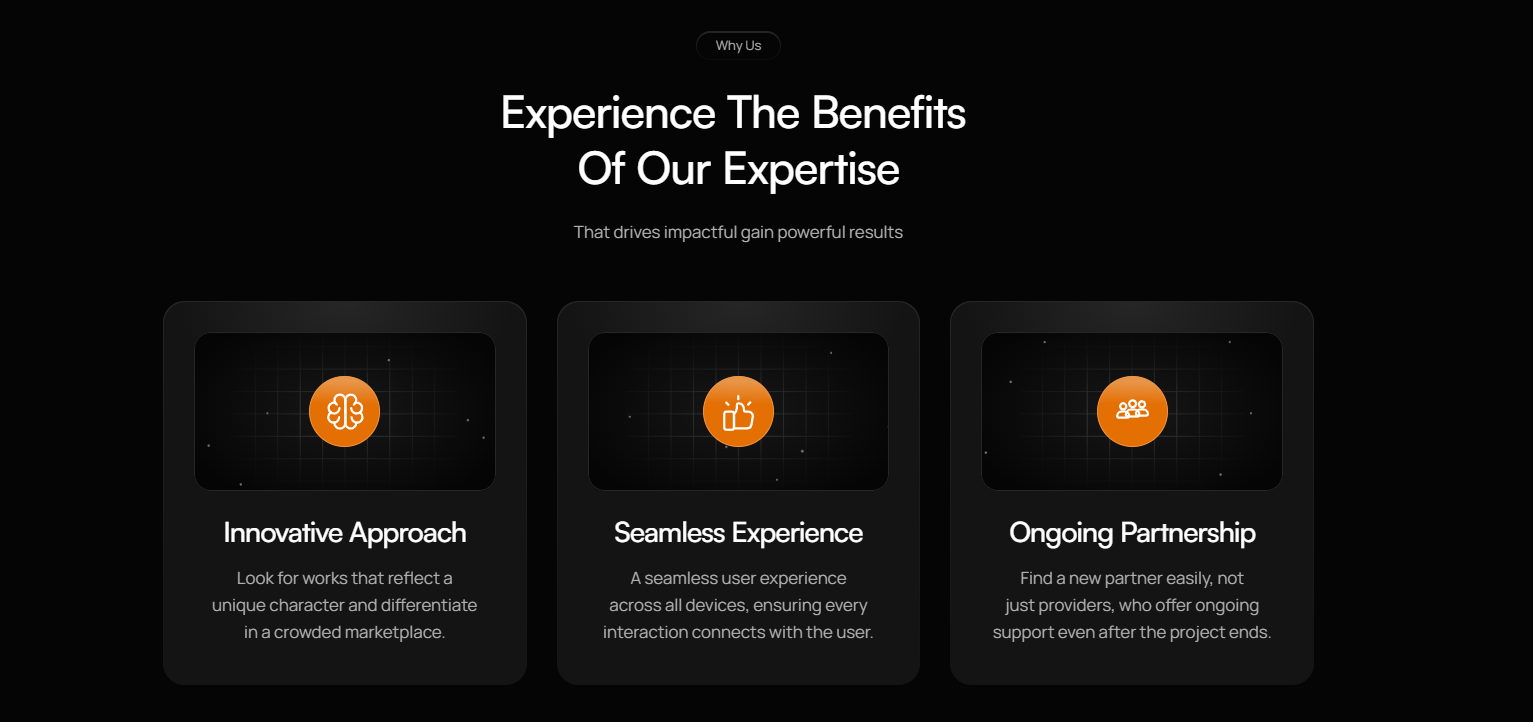 Why Us
Experience The Benefits
Of Our Expertise
That drives impactful gain powerful results
Innovative Approach
Look for works that reflect a
unique character and differentiate
in a crowded marketplace.
Seamless Experience
A seamless user experience
across all devices, ensuring every
interaction connects with the user.
Ongoing Partnership
Find a new partner easily, not
just providers, who offer ongoing
support even after the project ends.